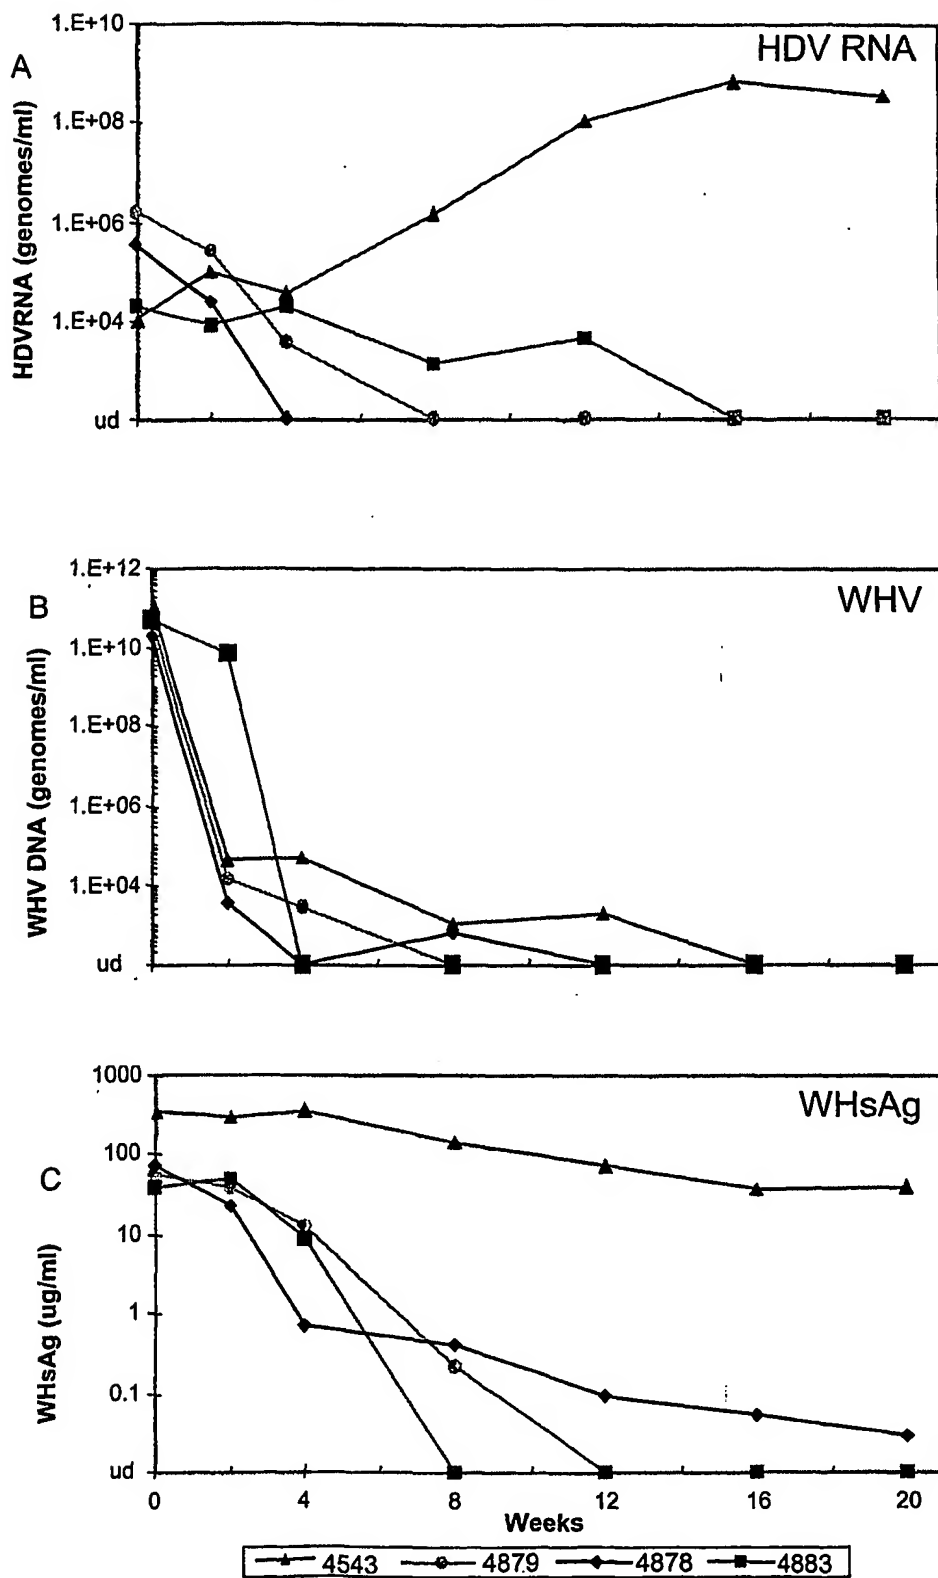 A
HDV RNA
HDVRNA (genomes/ml)
1.E+10
1.E+08
1.E+06
1.E+04
ud
B
WHV
WHV DNA (genomes/ml)
1.E+12
1.E+10
1.E+08
1.E+06
1.E+04
ud
C
WHsAg
WHsAg (ug/ml)
1000
100
10
1
0.1
ud
0 4 8 12 16 20
Weeks
4543 4879 4878 4883